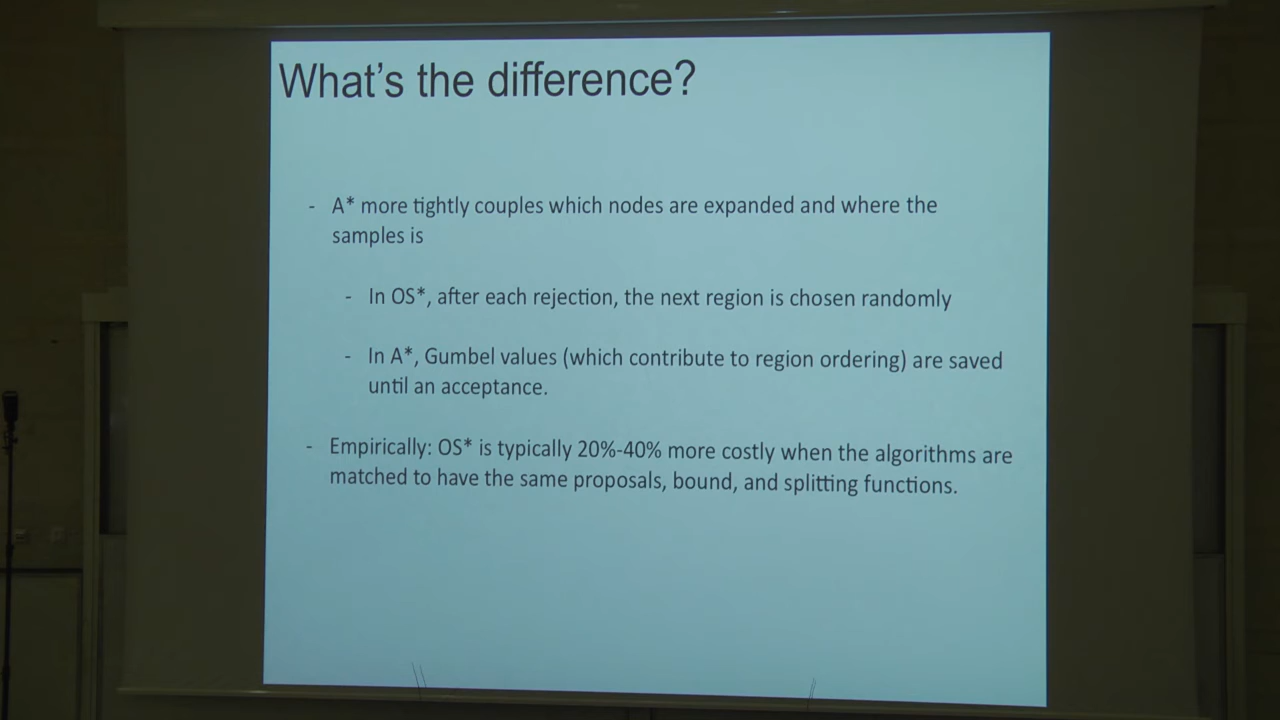 What's the difference?
- A* more tightly couples which nodes are expanded and where the
samples is
- In OS*, after each rejection, the next region is chosen randomly
- In A*, Gumbel values (which contribute to region ordering) are saved
until an acceptance.
- Empirically: OS* is typically 20%-40% more costly when the algorithms are
matched to have the same proposals, bound, and splitting functions.